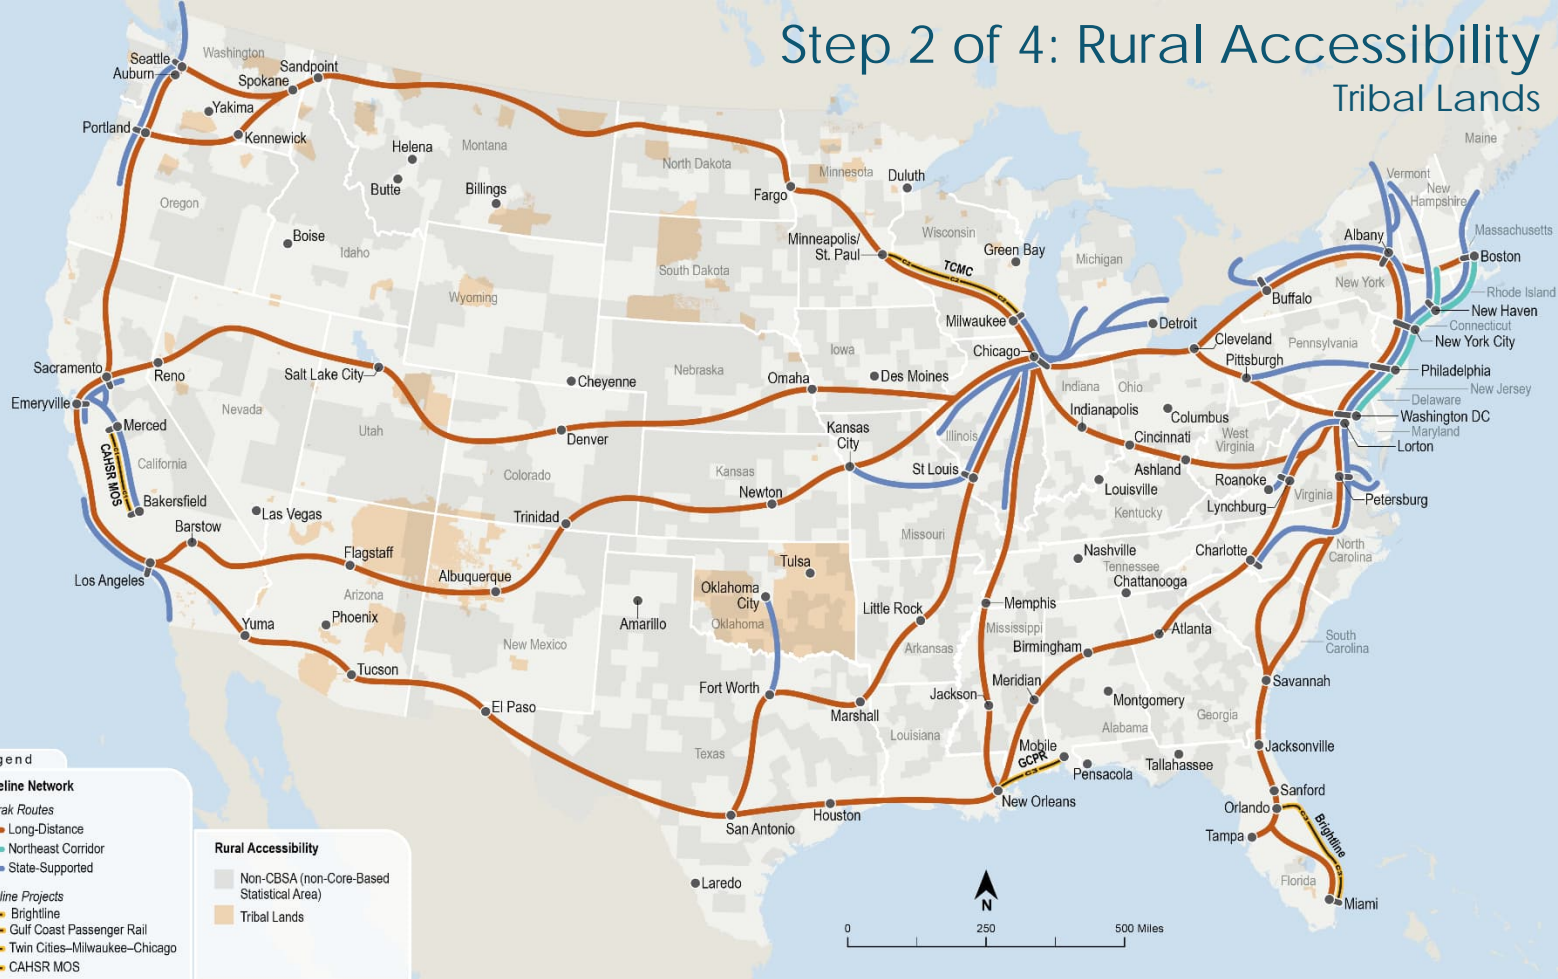 Step 2 of 4: Rural Accessibility
Tribal Lands
Seattle
Auburn
Washington
Spokane
Sandpoint
Yakima
Portland
Kennewick
Helena
Montana
Butte
Billings
Oregon
Boise
Idaho
Wyoming
North Dakota
Fargo
Minnesota
Duluth
Minneapolis/
St. Paul
South Dakota
Wisconsin
Green Bay
TCMC
Michigan
Milwaukee
Chicago
Detroit
Maine
Vermont
New
Hampshire
Massachusetts
Albany
Boston
New York
Rhode Island
Buffalo
New Haven
Connecticut
New York City
Cleveland
Pennsylvania
Pittsburgh
Philadelphia
New Jersey
Delaware
Washington DC
Maryland
Lorton
Sacramento
Reno
Emeryville
Merced
Nevada
CAHSR MOS
California
Bakersfield
Salt Lake City
Utah
Cheyenne
Denver
Colorado
Nebraska
Iowa
Omaha
Des Moines
Kansas
City
Kansas
Newton
Trinidad
Illinois
St Louis
Missouri
Indiana
Ohio
Indianapolis
Columbus
Cincinnati
West
Virginia
Ashland
Louisville
Kentucky
Roanoke
Lynchburg
Virginia
Petersburg
Las Vegas
Barstow
Los Angeles
Flagstaff
Albuquerque
Arizona
Phoenix
Yuma
Tucson
New Mexico
El Paso
Amarillo
Tulsa
Oklahoma
City
Oklahoma
Little Rock
Arkansas
Memphis
Mississippi
Nashville
Tennessee
Chattanooga
Charlotte
North
Carolina
South
Carolina
Atlanta
Birmingham
Meridian
Jackson
Montgomery
Alabama
Georgia
Savannah
Fort Worth
Marshall
Texas
Louisiana
Mobile
GCPR
Pensacola
Tallahassee
Jacksonville
New Orleans
Houston
San Antonio
Laredo
Sanford
Orlando
Brightline
Tampa
Florida
Miami
gend
eline Network
rak Routes
Long-Distance
Northeast Corridor
State-Supported
line Projects
Brightline
Gulf Coast Passenger Rail
Twin Cities–Milwaukee–Chicago
CAHSR MOS
Rural Accessibility
Non-CBSA (non-Core-Based
Statistical Area)
Tribal Lands
N
0 250 500 Miles